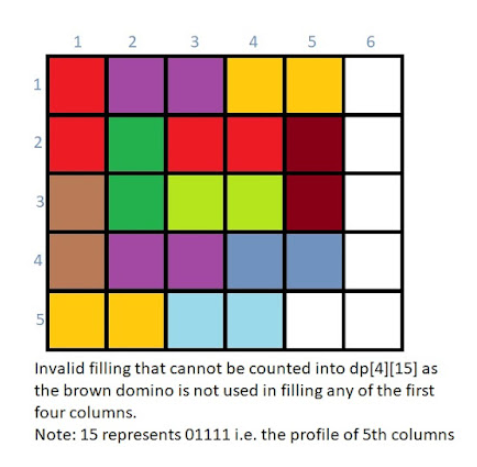 1 2 3 4 5 6
1
2
3
4
5
Invalid filling that cannot be counted into dp[4][15] as
the brown domino is not used in filling any of the first
four columns.
Note: 15 represents 01111 i.e. the profile of 5th columns